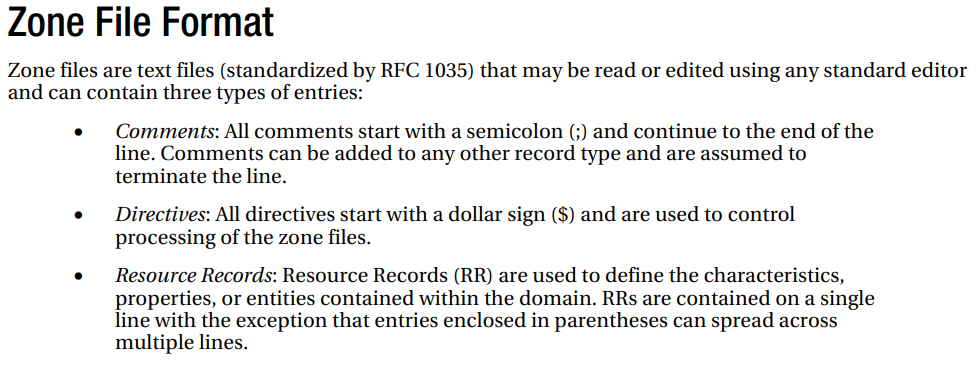 Zone File Format
Zone files are text files (standardized by RFC 1035) that may be read or edited using any standard editor
and can contain three types of entries:
• Comments: All comments start with a semicolon (;) and continue to the end of the
line. Comments can be added to any other record type and are assumed to
terminate the line.
• Directives: All directives start with a dollar sign ($) and are used to control
processing of the zone files.
• Resource Records: Resource Records (RR) are used to define the characteristics,
properties, or entities contained within the domain. RRs are contained on a single
line with the exception that entries enclosed in parentheses can spread across
multiple lines.